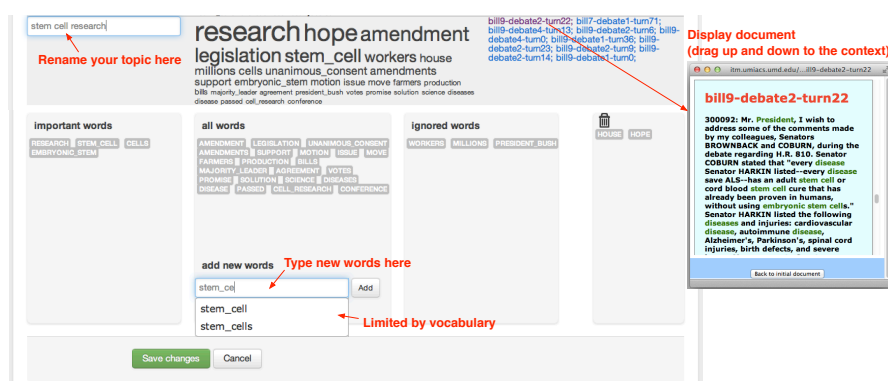 stem cell research
Rename your topic here
research hope amendment
legislation stem_cell workers house
millions cells unanimous_consent amendments
support embryonic_stem motion issue move farmers production
bills majority_leader agreement president_bush votes promise solution science diseases
disease passed cell_research conference
bill9-debate2-turn22; bill7-debate1-turn71;
bill9-debate4-turn13; bill9-debate2-turn6; bill9-
debate4-turn0; bill9-debate1-turn36; bill9-
debate2-turn23; bill9-debate2-turn9; bill9-
debate2-turn14; bill9-debate1-turn0;
Display document
(drag up and down to the context)
itm.umiacs.umd.edu/...ill9-debate2-turn22
bill9-debate2-turn22
300092: Mr. President, I wish to
address some of the comments made
by my colleagues, Senators
BROWNBACK and COBURN, during the
debate regarding H.R. 810. Senator
COBURN stated that "every disease
Senator HARKIN listed--every disease
save ALS--has an adult stem cell or
cord blood stem cell cure that has
already been proven in humans,
without using embryonic stem cells."
Senator HARKIN listed the following
diseases and injuries: cardiovascular
disease, autoimmune disease,
Alzheimer's, Parkinson's, spinal cord
injuries, birth defects, and severe
Back to initial document
important words
RESEARCH STEM_CELL CELLS
EMBRYONIC_STEM
all words
AMENDMENT LEGISLATION UNANIMOUS_CONSENT
AMENDMENTS SUPPORT MOTION ISSUE MOVE
FARMERS PRODUCTION BILLS
MAJORITY_LEADER AGREEMENT VOTES
PROMISE SOLUTION SCIENCE DISEASES
DISEASE PASSED CELL_RESEARCH CONFERENCE
ignored words
WORKERS MILLIONS PRESIDENT_BUSH
HOUSE HOPE
add new words
Type new words here
stem_ce
Add
stem_cell
stem_cells
Limited by vocabulary
Save changes
Cancel